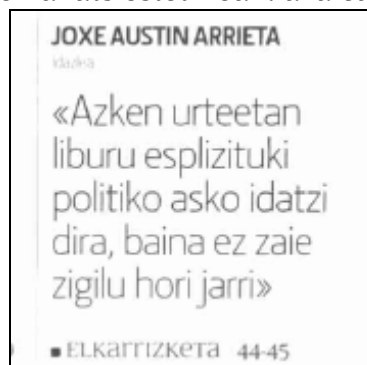 JOXE AUSTIN ARRIETA
idazlea
«Azken urteetan
liburu esplizituki
politiko asko idatzi
dira, baina ez zaie
zigilu hori jarri»
ELKarrIZKETa 44-45